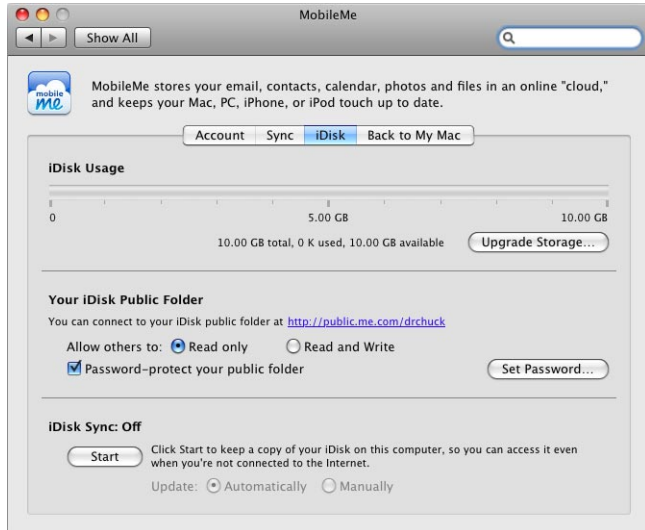 MobileMe
Show All
mobile
me
MobileMe stores your email, contacts, calendar, photos and files in an online "cloud,"
and keeps your Mac, PC, iPhone, or iPod touch up to date.
Account Sync iDisk Back to My Mac
iDisk Usage
0 5.00 GB 10.00 GB
10.00 GB total, 0 K used, 10.00 GB available Upgrade Storage...
Your iDisk Public Folder
You can connect to your iDisk public folder at http://public.me.com/drchuck
Allow others to: Read only Read and Write
Password-protect your public folder Set Password...
iDisk Sync: Off
Start Click Start to keep a copy of your iDisk on this computer, so you can access it even
when you're not connected to the Internet.
Update: Automatically Manually